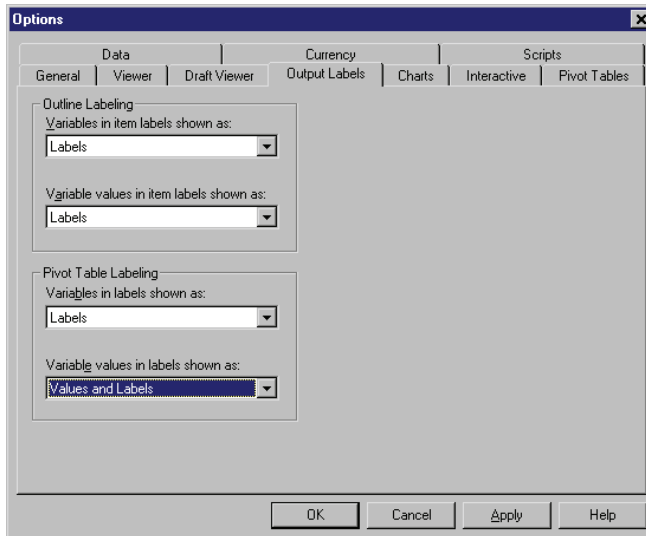 Options
Data Currency Scripts
General Viewer Draft Viewer Output Labels Charts Interactive Pivot Tables
Outline Labeling
Variables in item labels shown as:
Labels
Variable values in item labels shown as:
Labels
Pivot Table Labeling
Variables in labels shown as:
Labels
Variable values in labels shown as:
Values and Labels
OK Cancel Apply Help